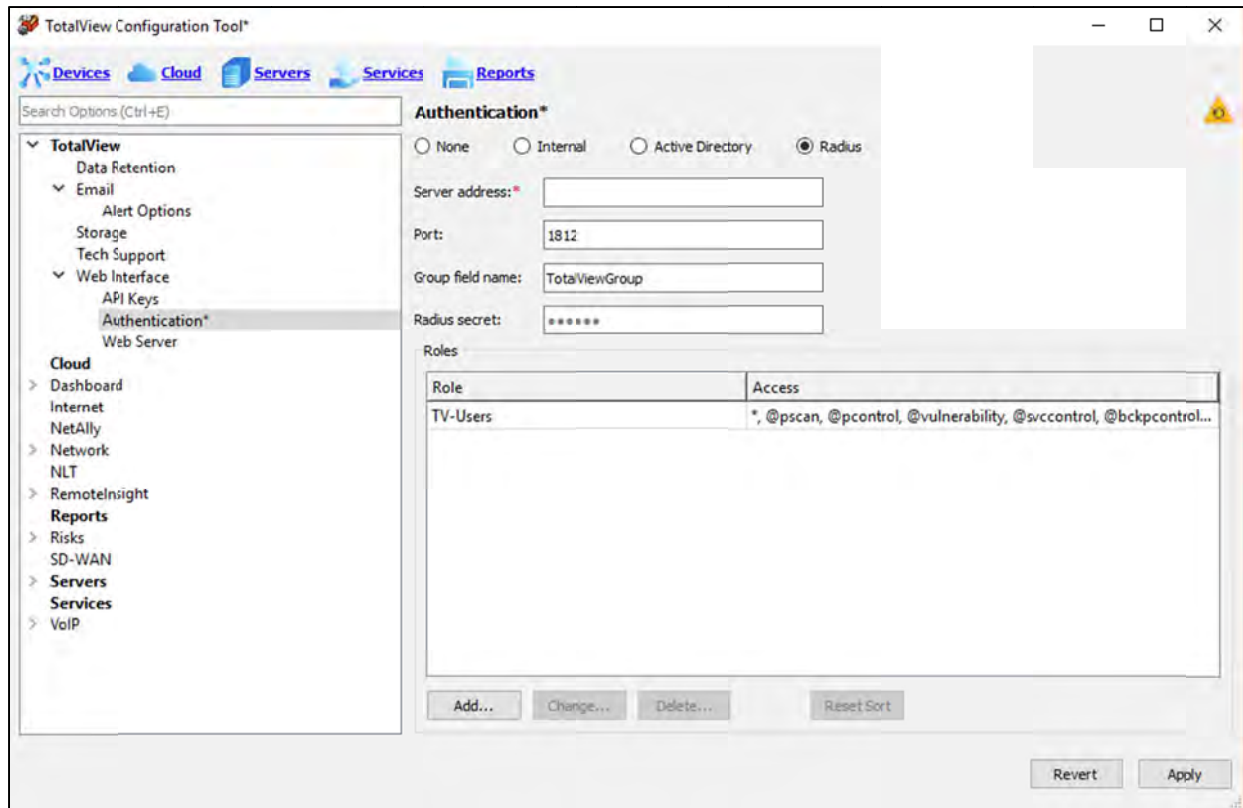 TotalView Configuration Tool*
Devices Cloud Servers Services Reports
Search Options (Ctrl+E)
TotalView
Data Retention
Email
Alert Options
Storage
Tech Support
Web Interface
API Keys
Authentication*
Web Server
Cloud
Dashboard
Internet
NetAlly
Network
NLT
RemoteInsight
Reports
Risks
SD-WAN
Servers
Services
VoIP
Authentication*
None Internal Active Directory Radius
Server address:*
Port: 1812
Group field name: TotalViewGroup
Radius secret: ******
Roles
Role Access
TV-Users *, @pscan, @pcontrol, @vulnerability, @svccontrol, @bckpcontrol...
Add... Change... Delete... Reset Sort
Revert Apply